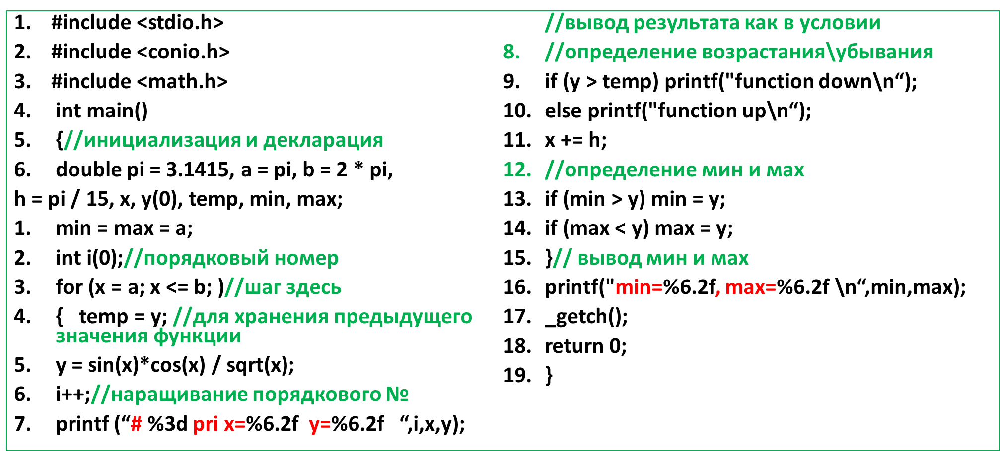 1. #include <stdio.h>
2. #include <conio.h>
3. #include <math.h>
4. int main()
5. {//инициализация и декларация
6. double pi = 3.1415, a = pi, b = 2 * pi,
h = pi / 15, x, y(0), temp, min, max;
1. min = max = a;
2. int i(0);//порядковый номер
3. for (x = a; x <= b; )//шаг здесь
4. { temp = y; //для хранения предыдущего
значения функции
5. y = sin(x)*cos(x) / sqrt(x);
6. i++;//наращивание порядкового №
7. printf (“# %3d pri x=%6.2f y=%6.2f “,i,x,y);
//вывод результата как в условии
8. //определение возрастания\убывания
9. if (y > temp) printf("function down\n“);
10. else printf("function up\n“);
11. x += h;
12. //определение мин и мах
13. if (min > y) min = y;
14. if (max < y) max = y;
15. }// вывод мин и мах
16. printf("min=%6.2f, max=%6.2f \n“,min,max);
17. _getch();
18. return 0;
19. }